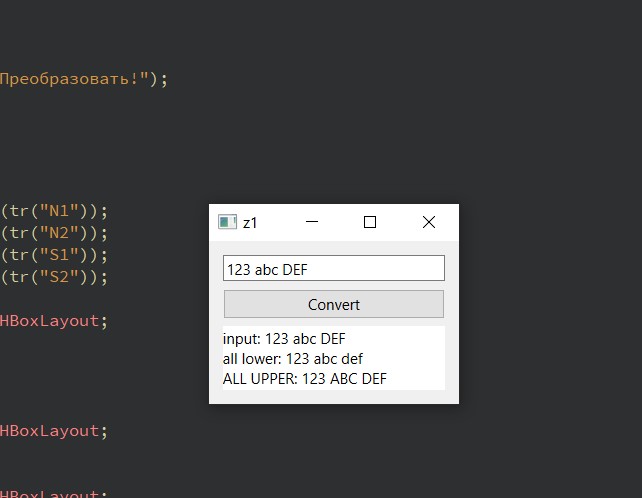 Преобразовать!");
(tr("N1"));
(tr("N2"));
(tr("S1"));
(tr("S2"));
HBoxLayout;
HBoxLayout;
HBoxLayout;
z1
123 abc DEF
Convert
input: 123 abc DEF
all lower: 123 abc def
ALL UPPER: 123 ABC DEF